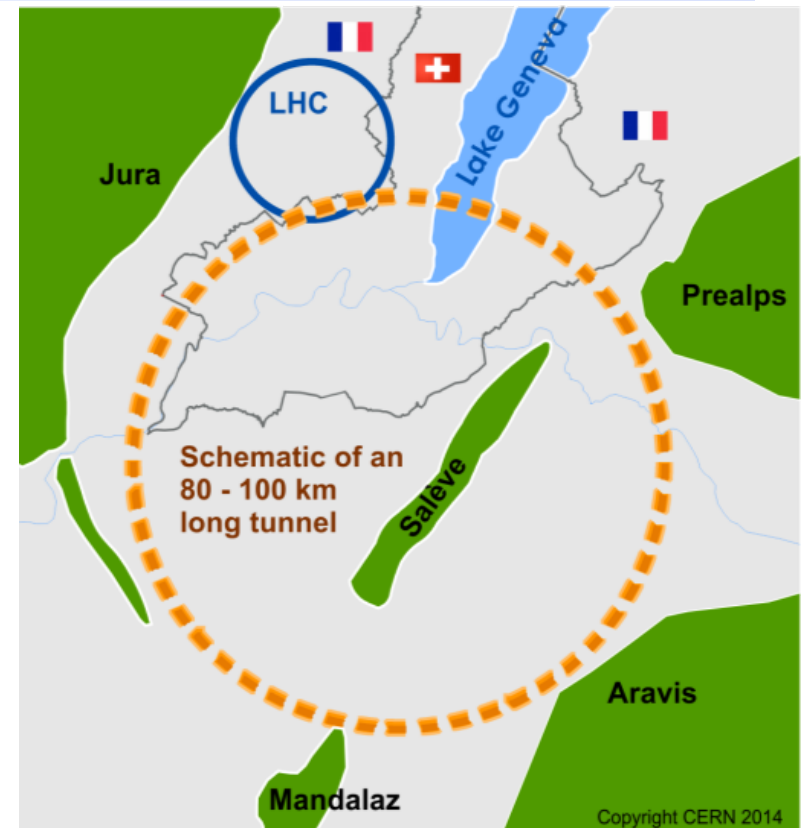 LHC
Lake Geneva
Jura
Prealps
Schematic of an
80 - 100 km
long tunnel
Salève
Aravis
Mandalaz
Copyright CERN 2014